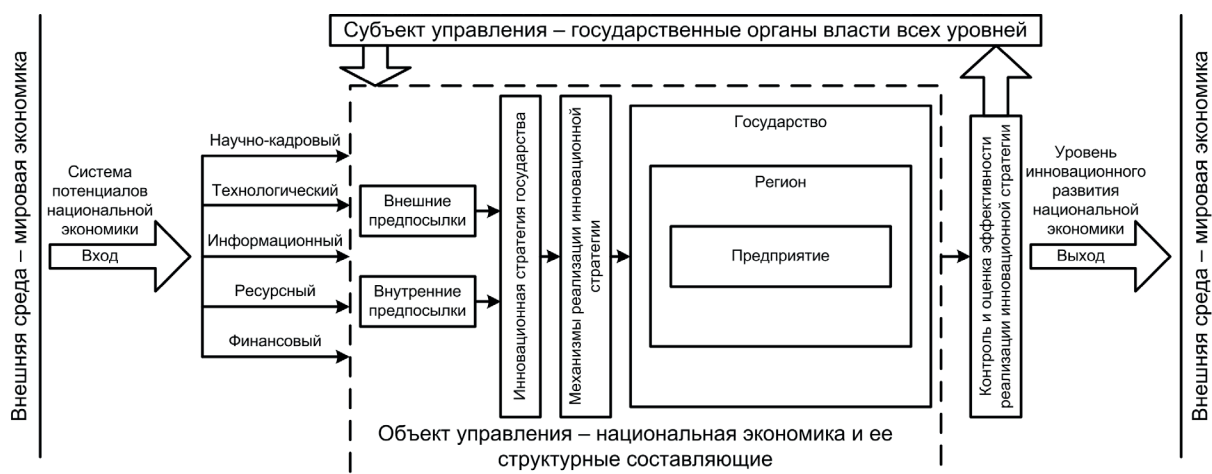 Субъект управления – государственные органы власти всех уровней
Внешняя среда – мировая экономика
Система
потенциалов
национальной
экономики
Вход
Научно-кадровый
Технологический
Информационный
Ресурсный
Финансовый
Внешние
предпосылки
Внутренние
предпосылки
Инновационная стратегия государства
Механизмы реализации инновационной
стратегии
Государство
Регион
Предприятие
Контроль и оценка эффективности
реализации инновационной стратегии
Уровень
инновационного
развития
национальной
экономики
Выход
Внешняя среда – мировая экономика
Объект управления – национальная экономика и ее
структурные составляющие